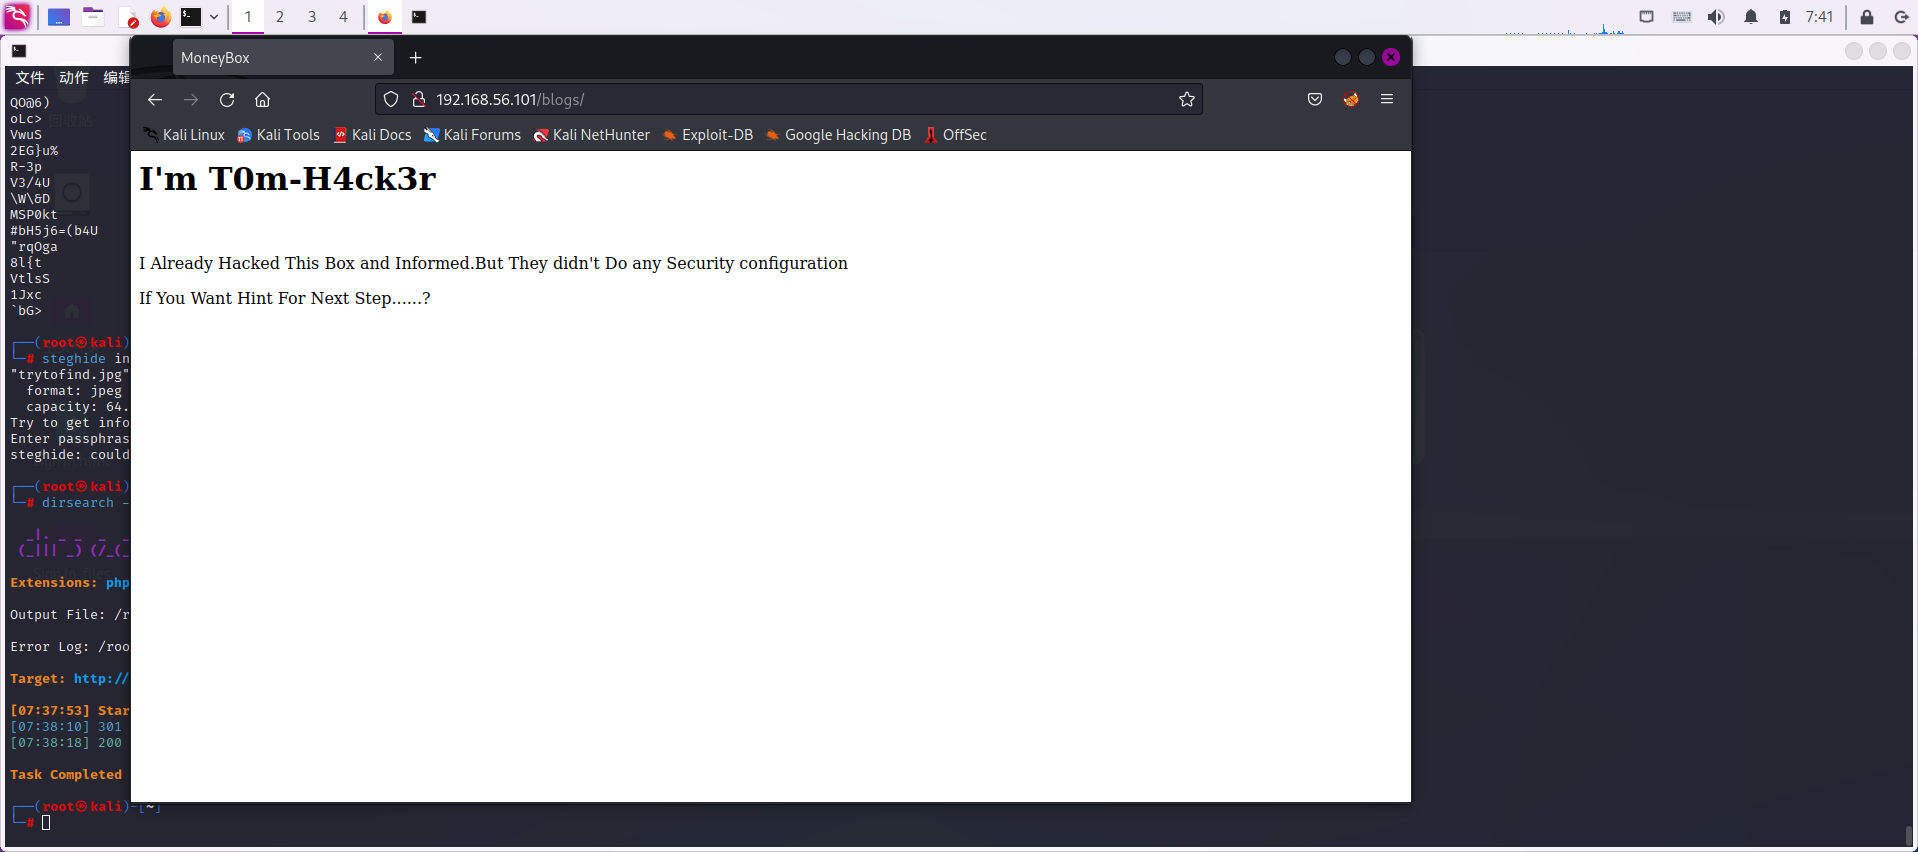 1 2 3 4 7:41
MoneyBox
192.168.56.101/blogs/
Kali Linux Kali Tools Kali Docs Kali Forums Kali NetHunter Exploit-DB Google Hacking DB OffSec
I'm T0m-H4ck3r
I Already Hacked This Box and Informed.But They didn't Do any Security configuration
If You Want Hint For Next Step......?
文件 动作 编辑
QO@6)
oLc>
VwuS
2EG}u%
R-3p
V3/4U
\W\&D
MSP0kt
#bH5j6=(b4U
"rqOga
8l{t
VtlsS
1Jxc
`bG>
(root㉿kali)
# steghide in
"trytofind.jpg"
format: jpeg
capacity: 64.
Try to get info
Enter passphras
steghide: could
(root㉿kali)
# dirsearch -
Extensions: php
Output File: /r
Error Log: /roo
Target: http://
[07:37:53] Star
[07:38:10] 301
[07:38:18] 200
Task Completed
(root㉿kali)-[~]
#